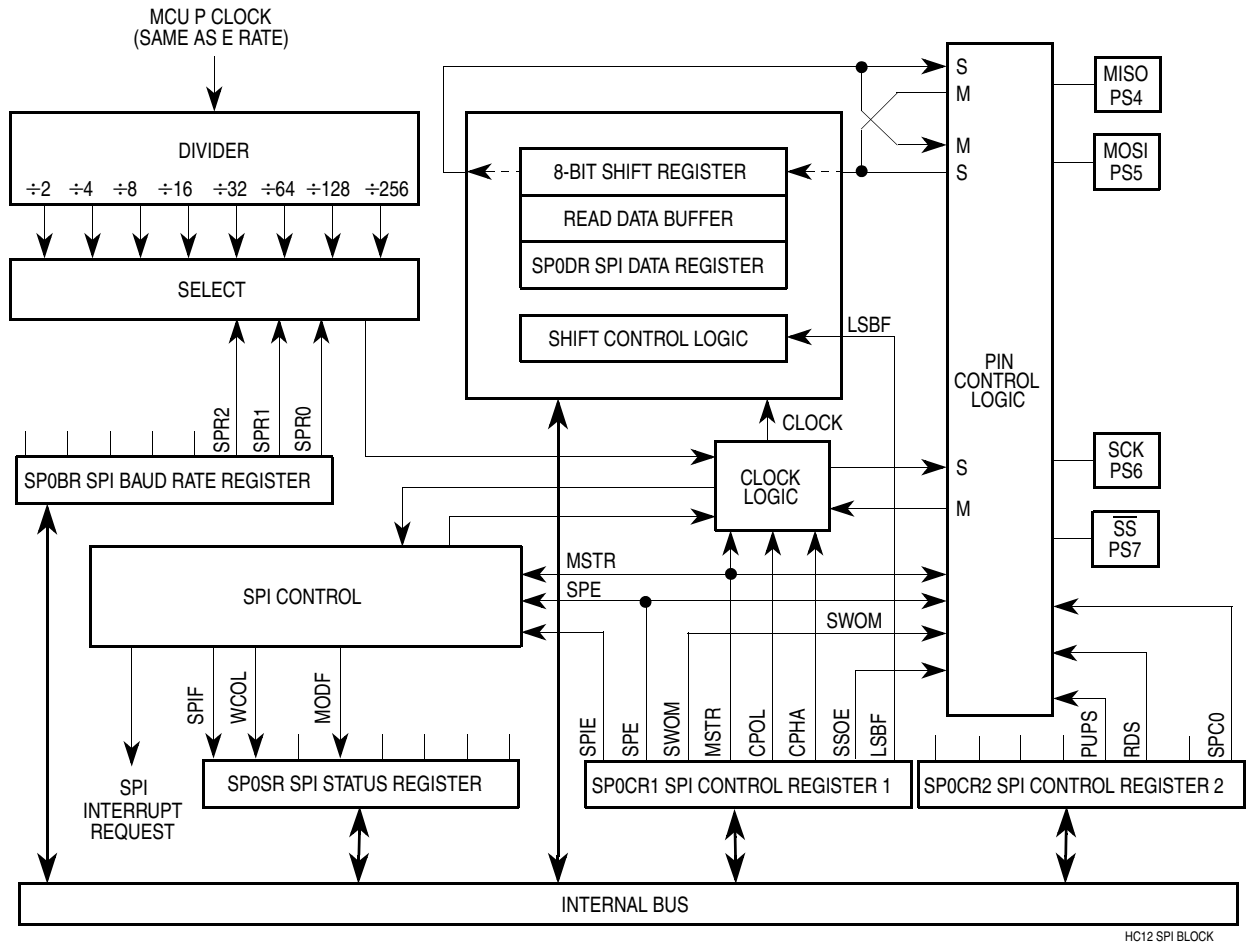 MCU P CLOCK
(SAME AS E RATE)
DIVIDER
÷2 ÷4 ÷8 ÷16 ÷32 ÷64 ÷128 ÷256
SELECT
SPR2
SPR1
SPR0
SP0BR SPI BAUD RATE REGISTER
8-BIT SHIFT REGISTER
READ DATA BUFFER
SP0DR SPI DATA REGISTER
SHIFT CONTROL LOGIC
LSBF
CLOCK
CLOCK
LOGIC
S
M
M
S
S
M
PIN
CONTROL
LOGIC
MISO
PS4
MOSI
PS5
SCK
PS6
SS
PS7
SPI CONTROL
MSTR
SPE
SWOM
SPIF
WCOL
MODF
SPI
INTERRUPT
REQUEST
SP0SR SPI STATUS REGISTER
SPIE
SPE
SWOM
MSTR
CPOL
CPHA
SSOE
LSBF
SP0CR1 SPI CONTROL REGISTER 1
PUPS
RDS
SPC0
SP0CR2 SPI CONTROL REGISTER 2
INTERNAL BUS
HC12 SPI BLOCK